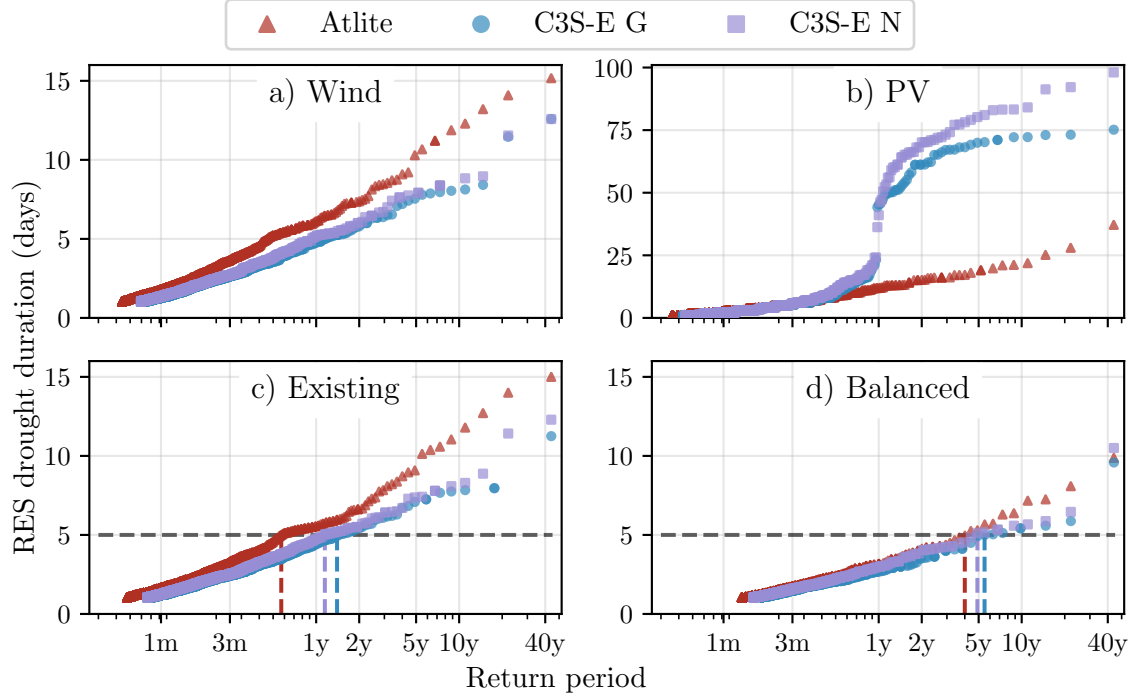 Atlite C3S-E G C3S-E N
a) Wind
15
10
5
0
b) PV
100
75
50
25
0
c) Existing
15
10
5
0
1m 3m 1y 2y 5y 10y 40y
d) Balanced
15
10
5
0
1m 3m 1y 2y 5y 10y 40y
RES drought duration (days)
Return period